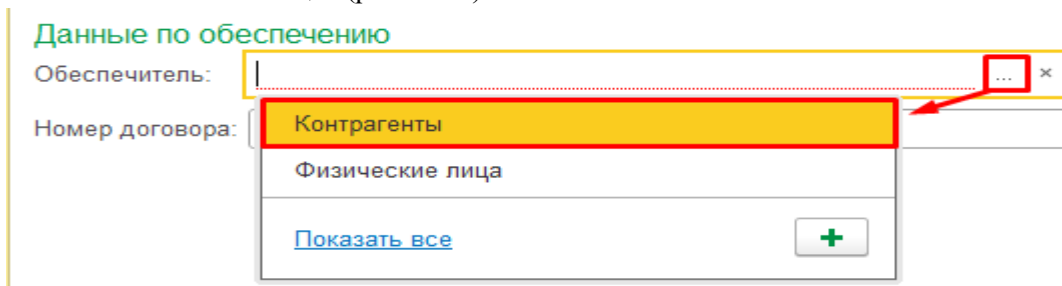 Данные по обеспечению
Обеспечитель: ... ×
Номер договора:
Контрагенты
Физические лица
Показать все +